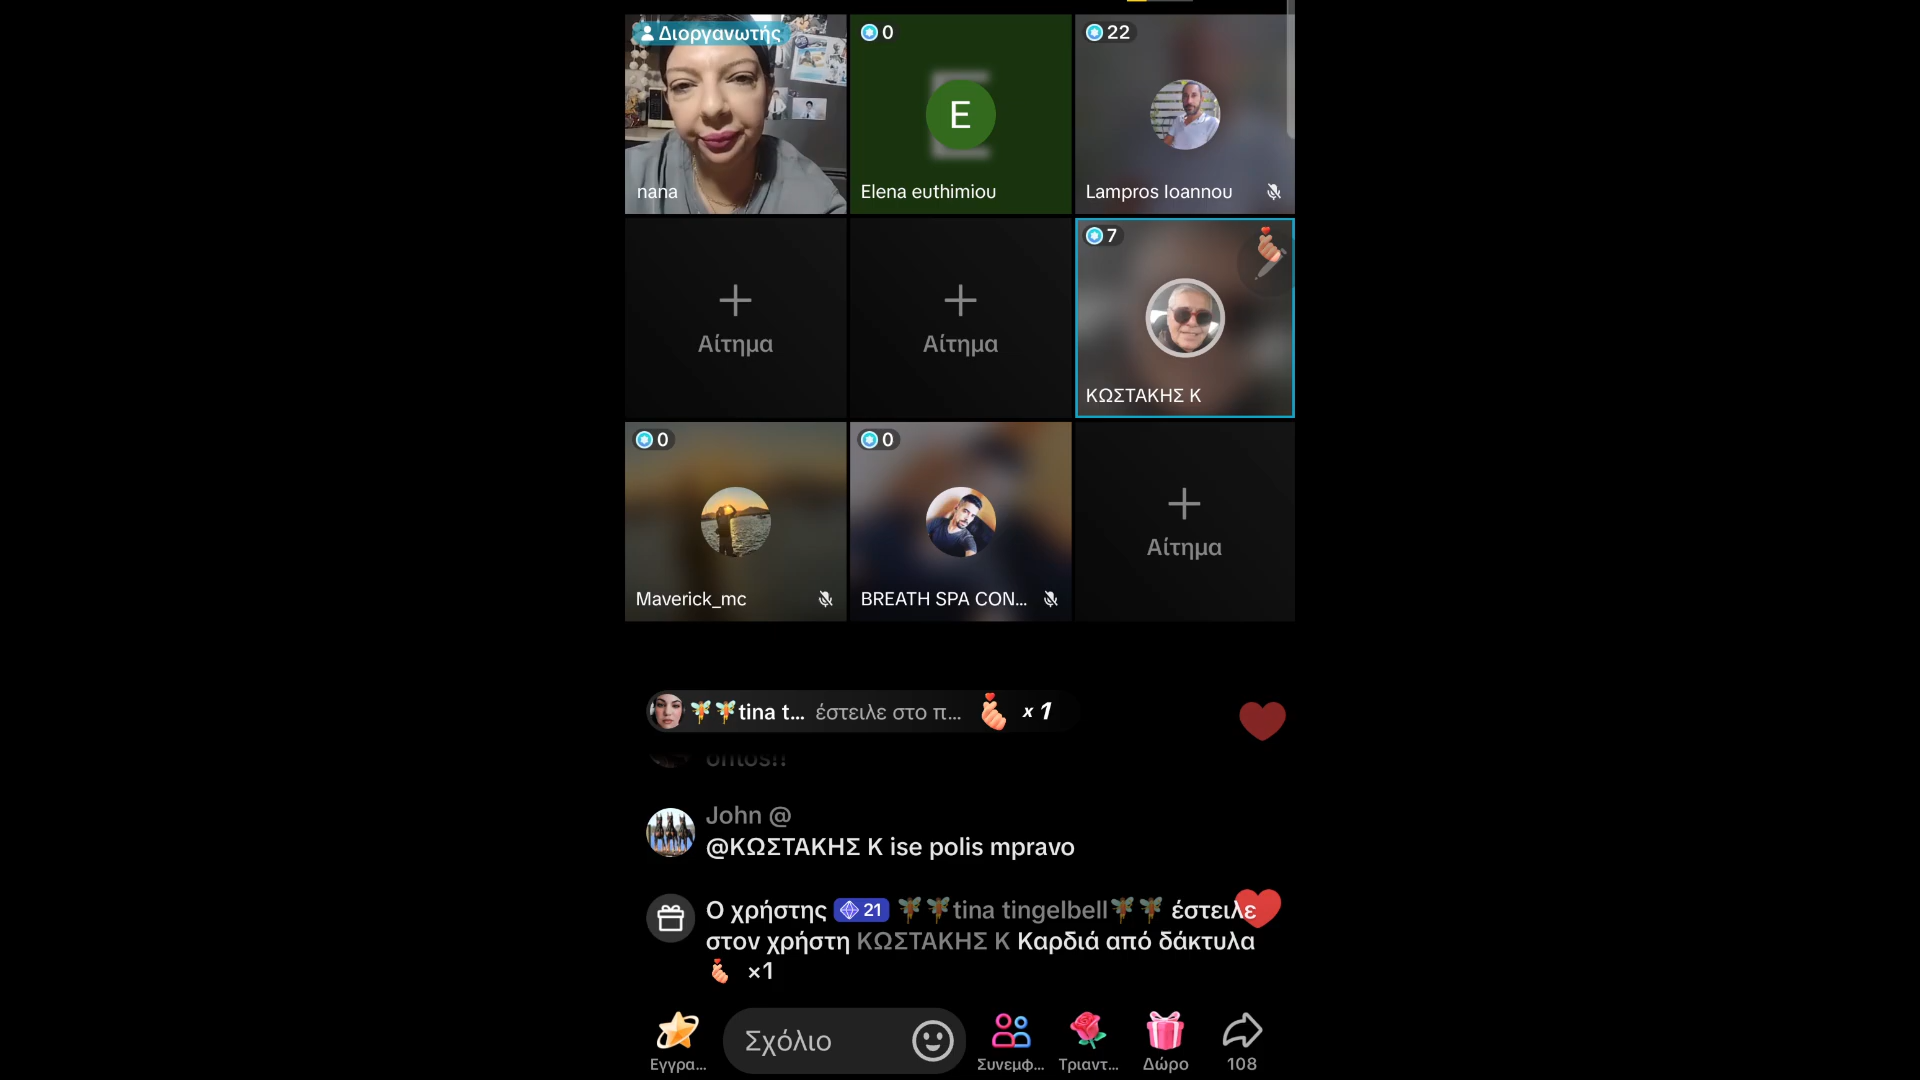 Διοργανωτής
0
22
nana
Elena euthimiou
Lampros Ioannou
7
Αίτημα
Αίτημα
ΚΩΣΤΑΚΗΣ Κ
0
0
Αίτημα
Maverick_mc
BREATH SPA CON...
tina t... έστειλε στο π... x 1
John @
@ΚΩΣΤΑΚΗΣ Κ ise polis mpravo
Ο χρήστης 21 tina tingelbell έστειλε
στον χρήστη ΚΩΣΤΑΚΗΣ Κ Καρδιά από δάκτυλα
×1
Σχόλιο
Εγγρα... Συνεμφ... Τριαντ... Δώρο 108